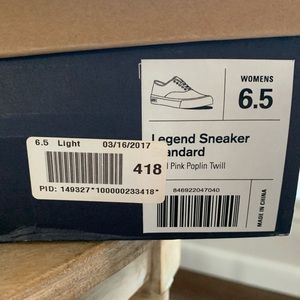 WOMENS
6.5
Legend Sneaker
Standard
Pink Poplin Twill
846922047040
MADE IN CHINA
6.5 Light 03/16/2017
418
PID: 149327*100000233418*